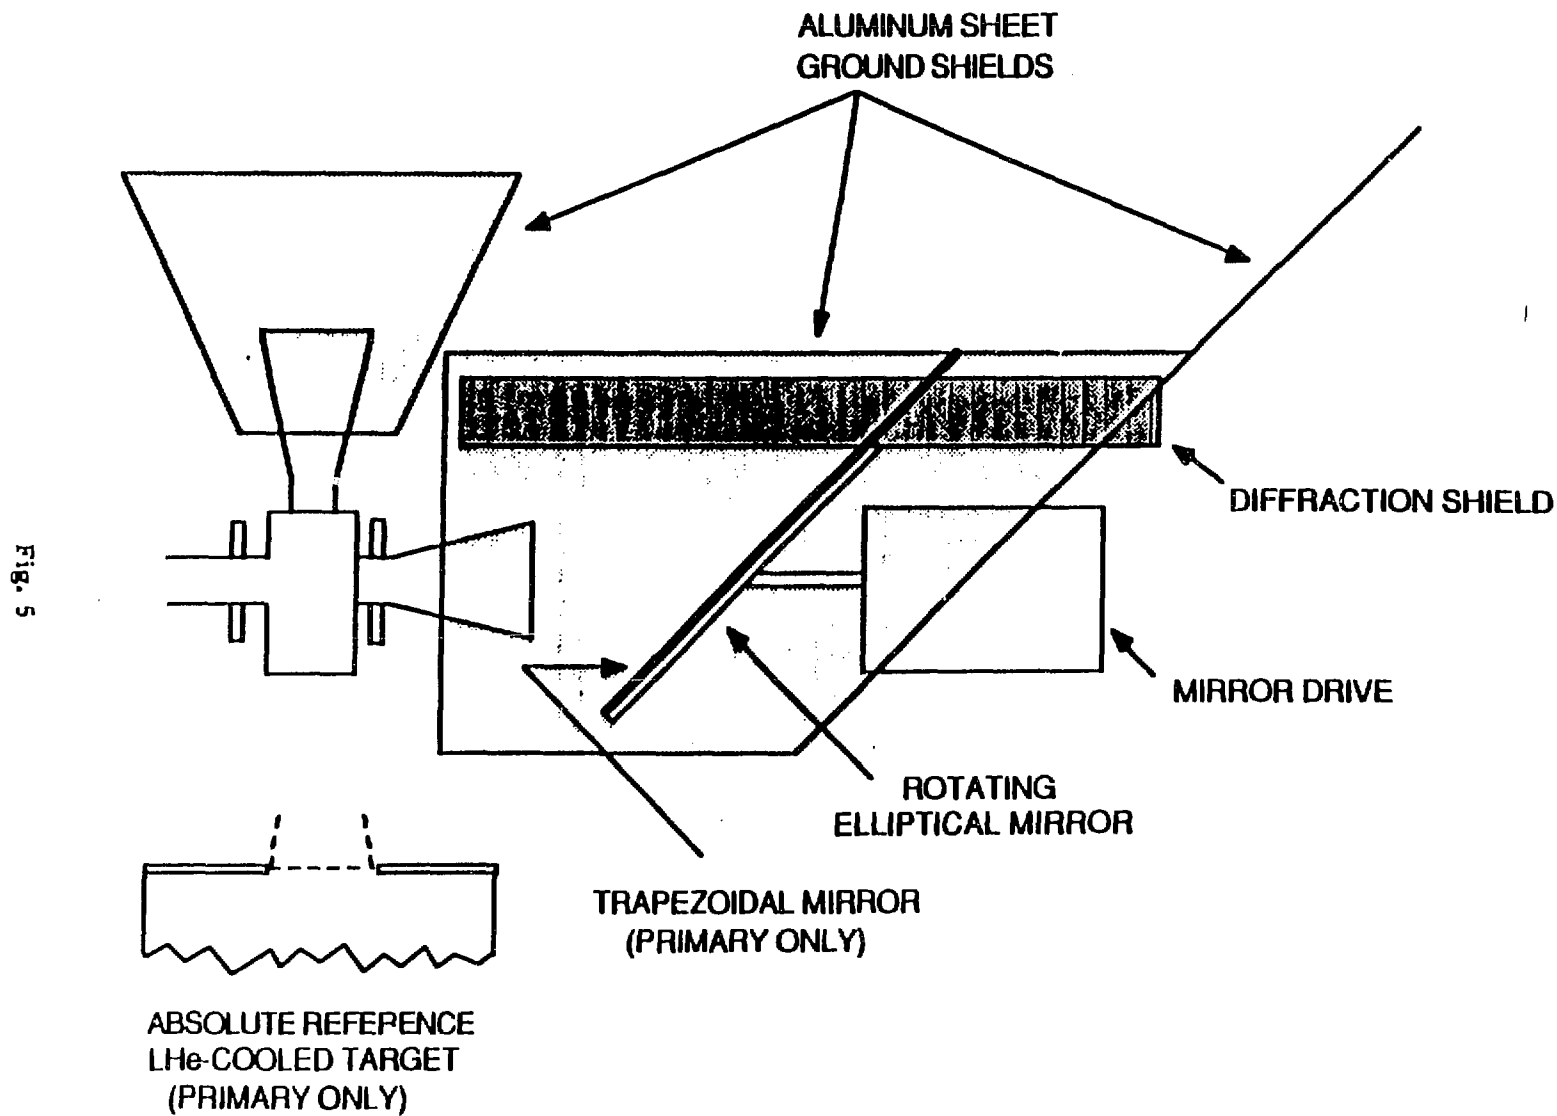 ALUMINUM SHEET
GROUND SHIELDS
DIFFRACTION SHIELD
MIRROR DRIVE
ROTATING
ELLIPTICAL MIRROR
TRAPEZOIDAL MIRROR
(PRIMARY ONLY)
ABSOLUTE REFERENCE
LHe-COOLED TARGET
(PRIMARY ONLY)
Fig. 5